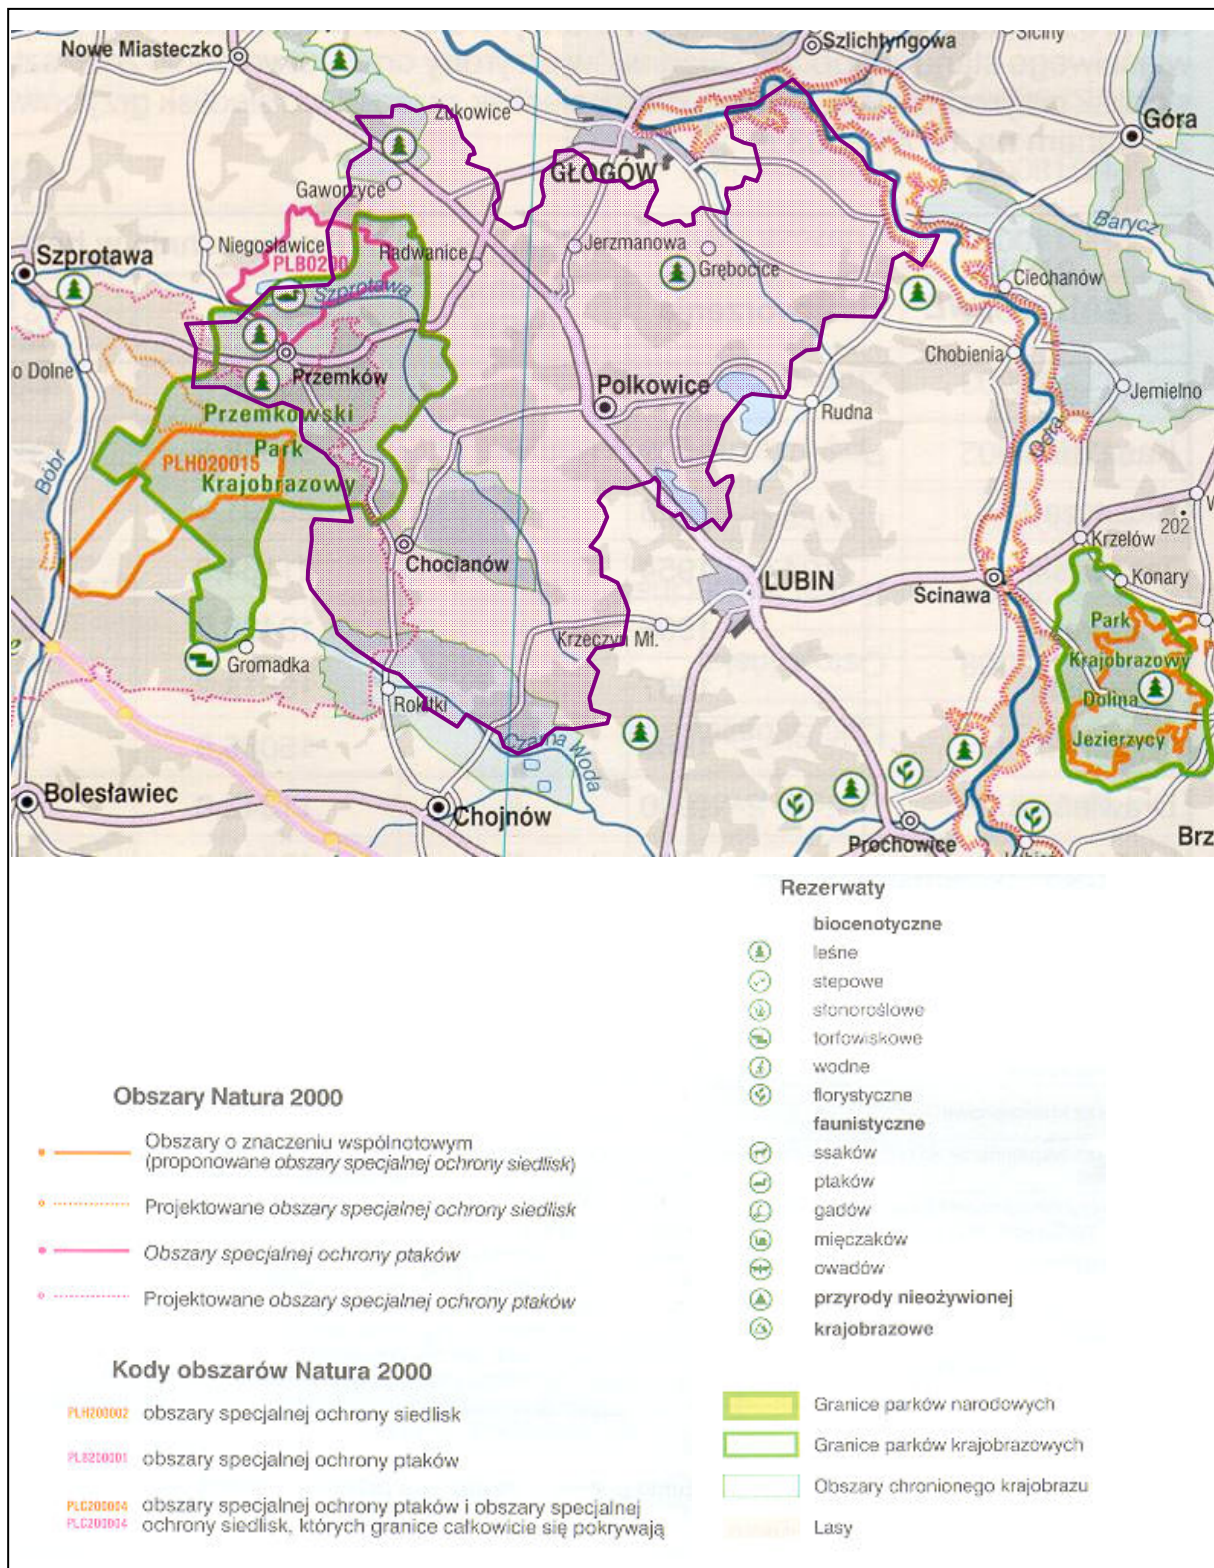 Nowe Miasteczko
Szlichtyngowa
Żukowice
Góra
GŁOGÓW
Gaworzyce
Barycz
Niegosławice
Radwanice
Jerzmanowa
Szprotawa
PLB0200
Grębocice
Szprotawa
Ciechanów
Chobienia
o Dolne
Przemków
Polkowice
Jemielno
Rudna
Przemkowski
Park
Krajobrazowy
PLH020015
Odra
Bóbr
202
Krzelów
Chocianów
LUBIN
Konary
Ścinawa
Park
Krzeczyn Mł.
Krajobrazowy
Gromadka
Dolina
Rokitki
Jezierzycy
Czarna Woda
Bolesławiec
Chojnów
Prochowice
Brz
Rezerwaty
biocenotyczne
leśne
stepowe
słonoroślowe
torfowiskowe
wodne
florystyczne
faunistyczne
ssaków
ptaków
gadów
mięczaków
owadów
przyrody nieożywionej
krajobrazowe
Obszary Natura 2000
Obszary o znaczeniu wspólnotowym
(proponowane obszary specjalnej ochrony siedlisk)
Projektowane obszary specjalnej ochrony siedlisk
Obszary specjalnej ochrony ptaków
Projektowane obszary specjalnej ochrony ptaków
Kody obszarów Natura 2000
PLH200002 obszary specjalnej ochrony siedlisk
PLB200001 obszary specjalnej ochrony ptaków
PLC200004 obszary specjalnej ochrony ptaków i obszary specjalnej
PLC200004 ochrony siedlisk, których granice całkowicie się pokrywają
Granice parków narodowych
Granice parków krajobrazowych
Obszary chronionego krajobrazu
Lasy